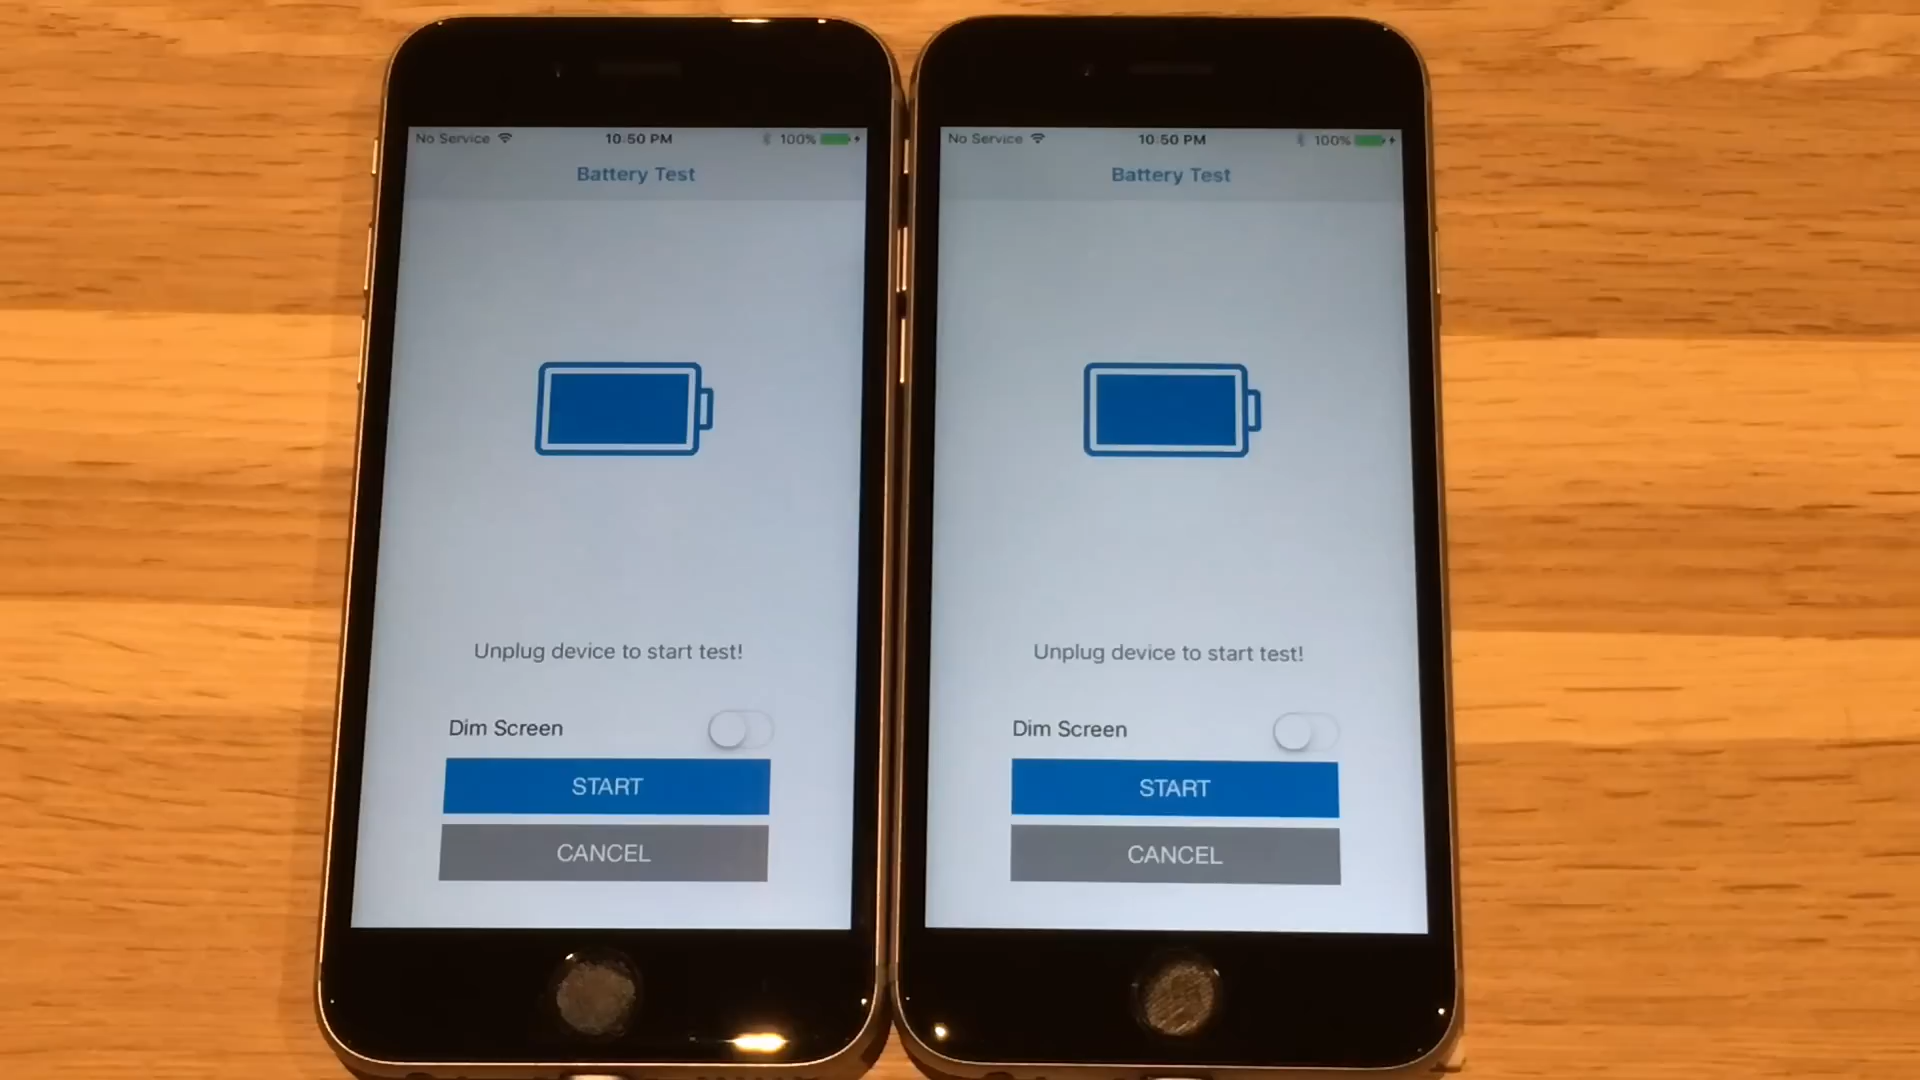 No Service 10:50 PM 100%
Battery Test
Unplug device to start test!
Dim Screen
START
CANCEL
No Service 10:50 PM 100%
Battery Test
Unplug device to start test!
Dim Screen
START
CANCEL